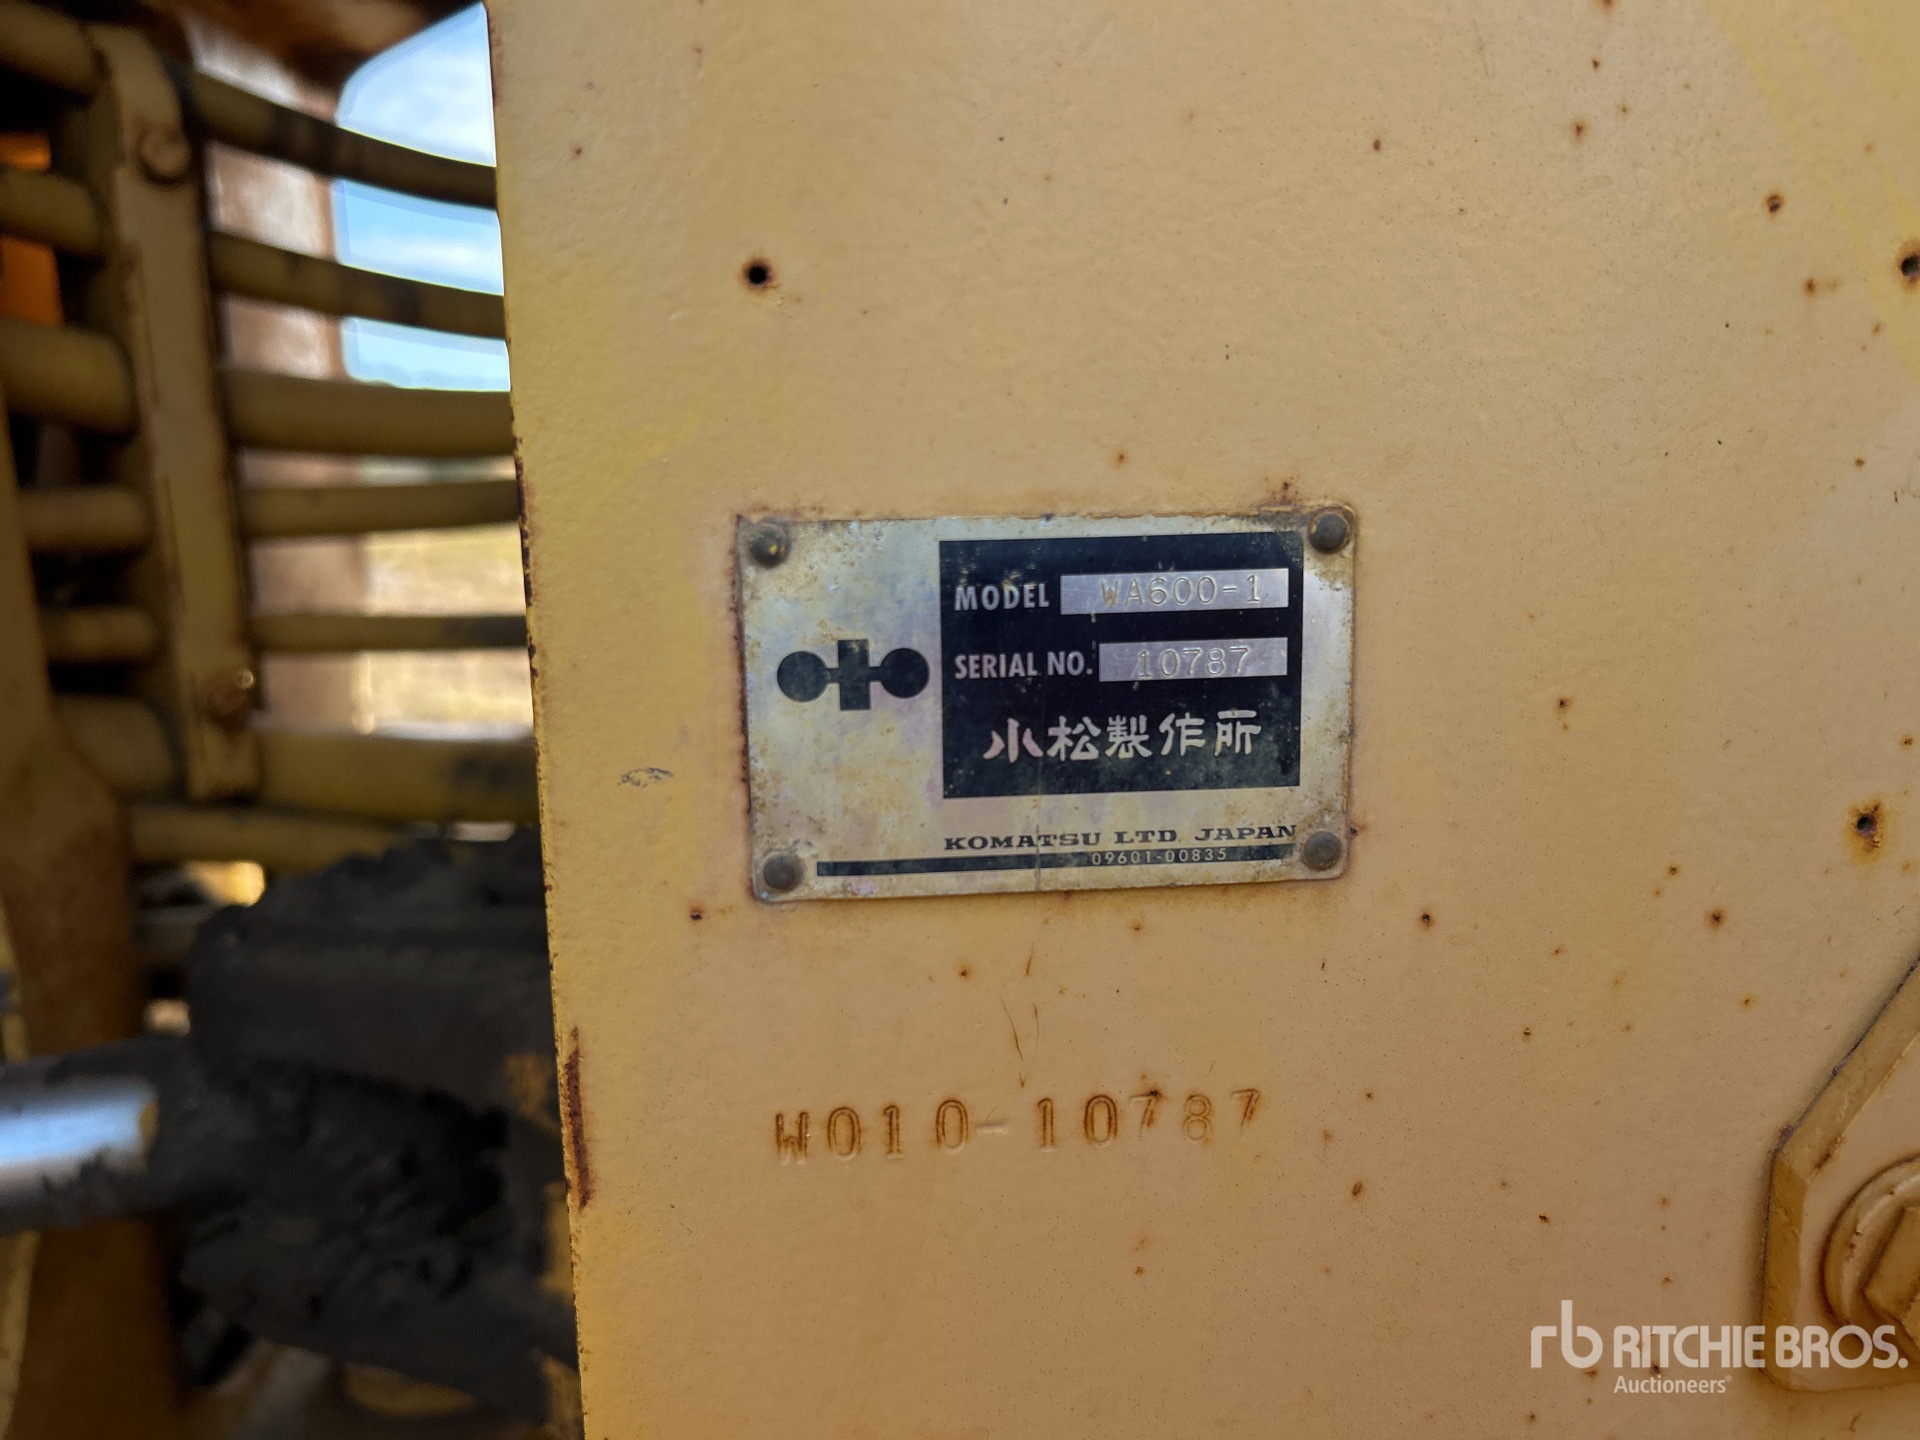 MODEL WA600-1
SERIAL NO. 10787
小松製作所
KOMATSU LTD. JAPAN
09601-00835
W010-10787
rb RITCHIE BROS.
Auctioneers